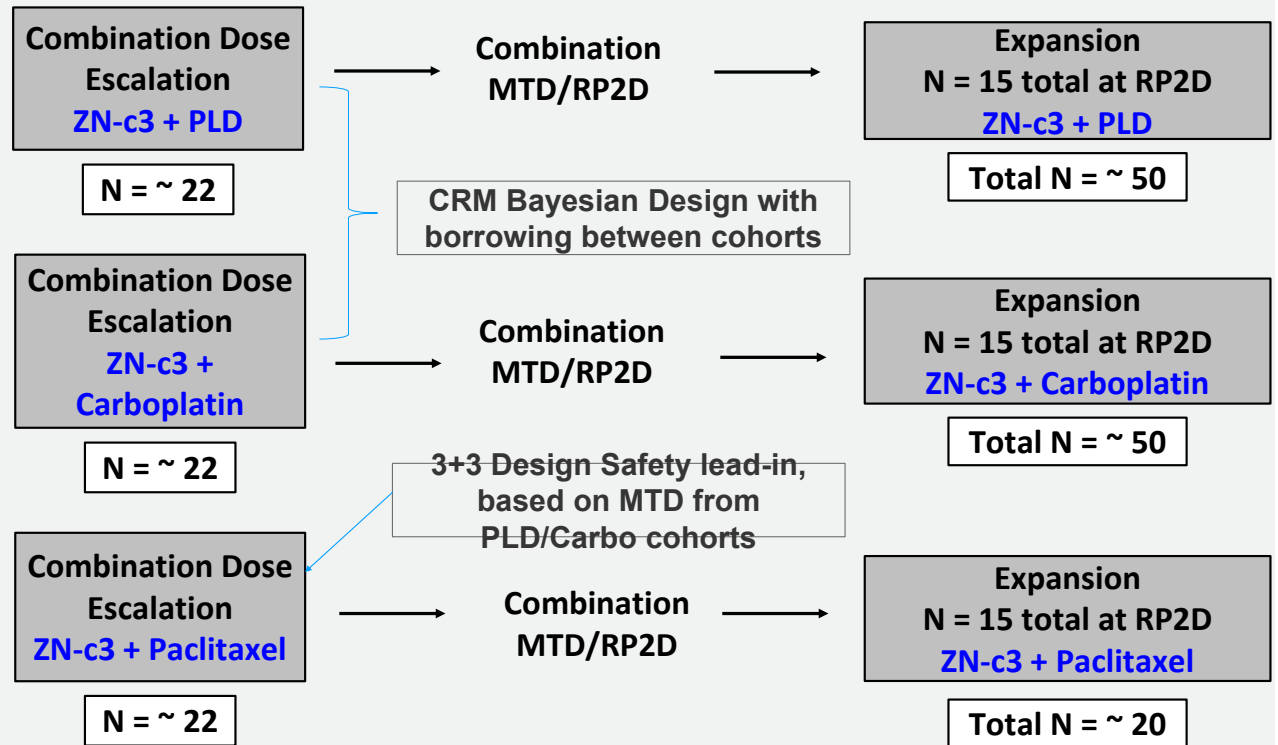 Combination Dose
Escalation
ZN-c3 + PLD
N = ~ 22
Combination
MTD/RP2D
Expansion
N = 15 total at RP2D
ZN-c3 + PLD
Total N = ~ 50
CRM Bayesian Design with
borrowing between cohorts
Combination Dose
Escalation
ZN-c3 +
Carboplatin
N = ~ 22
Combination
MTD/RP2D
Expansion
N = 15 total at RP2D
ZN-c3 + Carboplatin
Total N = ~ 50
3+3 Design Safety lead-in,
based on MTD from
PLD/Carbo cohorts
Combination Dose
Escalation
ZN-c3 + Paclitaxel
N = ~ 22
Combination
MTD/RP2D
Expansion
N = 15 total at RP2D
ZN-c3 + Paclitaxel
Total N = ~ 20